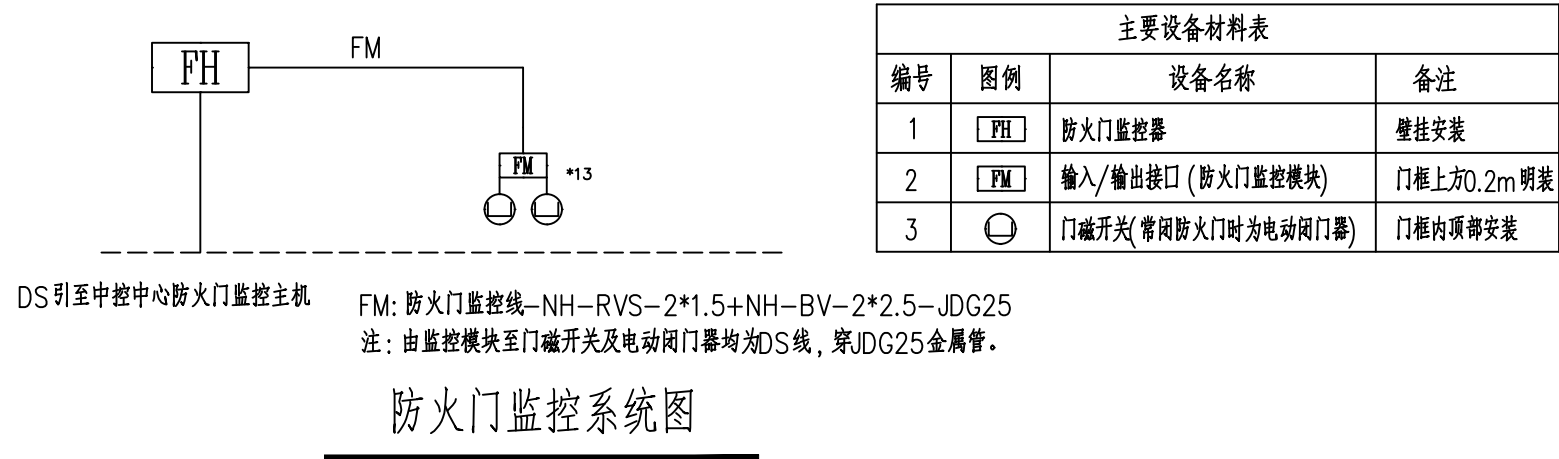 FH
FM
FM
*13
DS引至中控中心防火门监控主机
FM: 防火门监控线-NH-RVS-2*1.5+NH-BV-2*2.5-JDG25
注: 由监控模块至门磁开关及电动闭门器均为DS线, 穿JDG25金属管。
防火门监控系统图
主要设备材料表
编号 图例 设备名称 备注
1 FH 防火门监控器 壁挂安装
2 FM 输入/输出接口 (防火门监控模块) 门框上方0.2m明装
3 门磁开关(常闭防火门时为电动闭门器) 门框内顶部安装